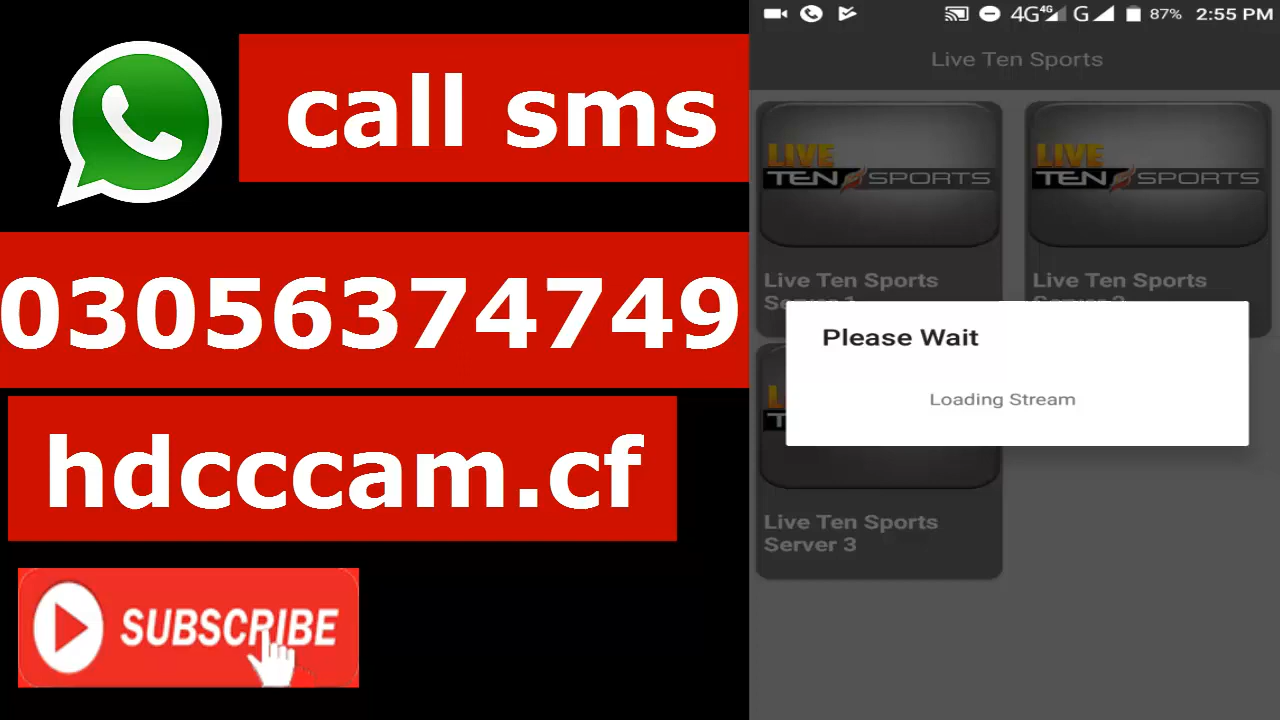 call sms
03056374749
hdcccam.cf
SUBSCRIBE
4G 4G G 87% 2:55 PM
Live Ten Sports
LIVE
TEN SPORTS
LIVE
TEN SPORTS
Live Ten Sports
Live Ten Sports
Please Wait
Loading Stream
Live Ten Sports
Server 3